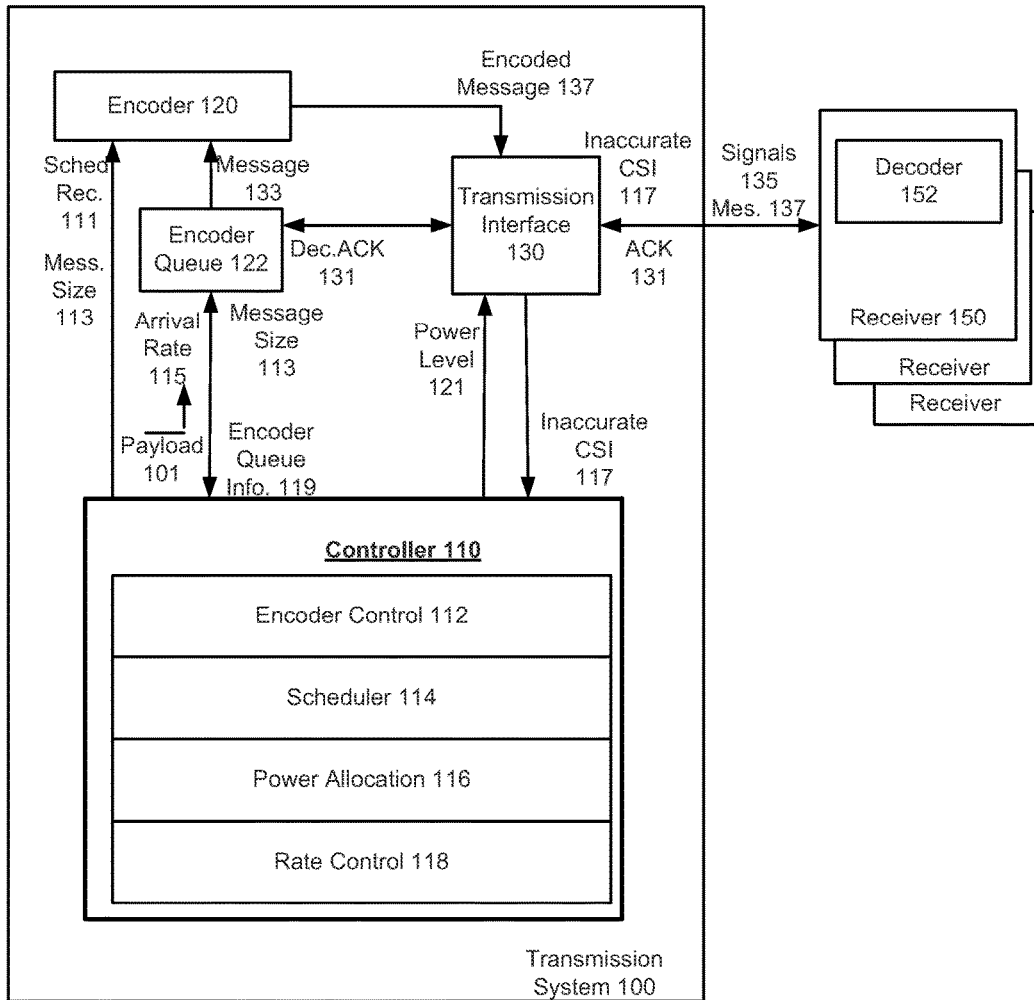 Encoded
Message 137
Encoder 120
Sched
Rec.
111
Message
133
Inaccurate
CSI
117
Signals
135
Mes. 137
Decoder
152
Transmission
Interface
130
Encoder
Queue 122
Dec.ACK
131
ACK
131
Mess.
Size
113
Arrival
Rate
115
Message
Size
113
Power
Level
121
Receiver 150
Receiver
Receiver
Payload
101
Encoder
Queue
Info. 119
Inaccurate
CSI
117
Controller 110
Encoder Control 112
Scheduler 114
Power Allocation 116
Rate Control 118
Transmission
System 100